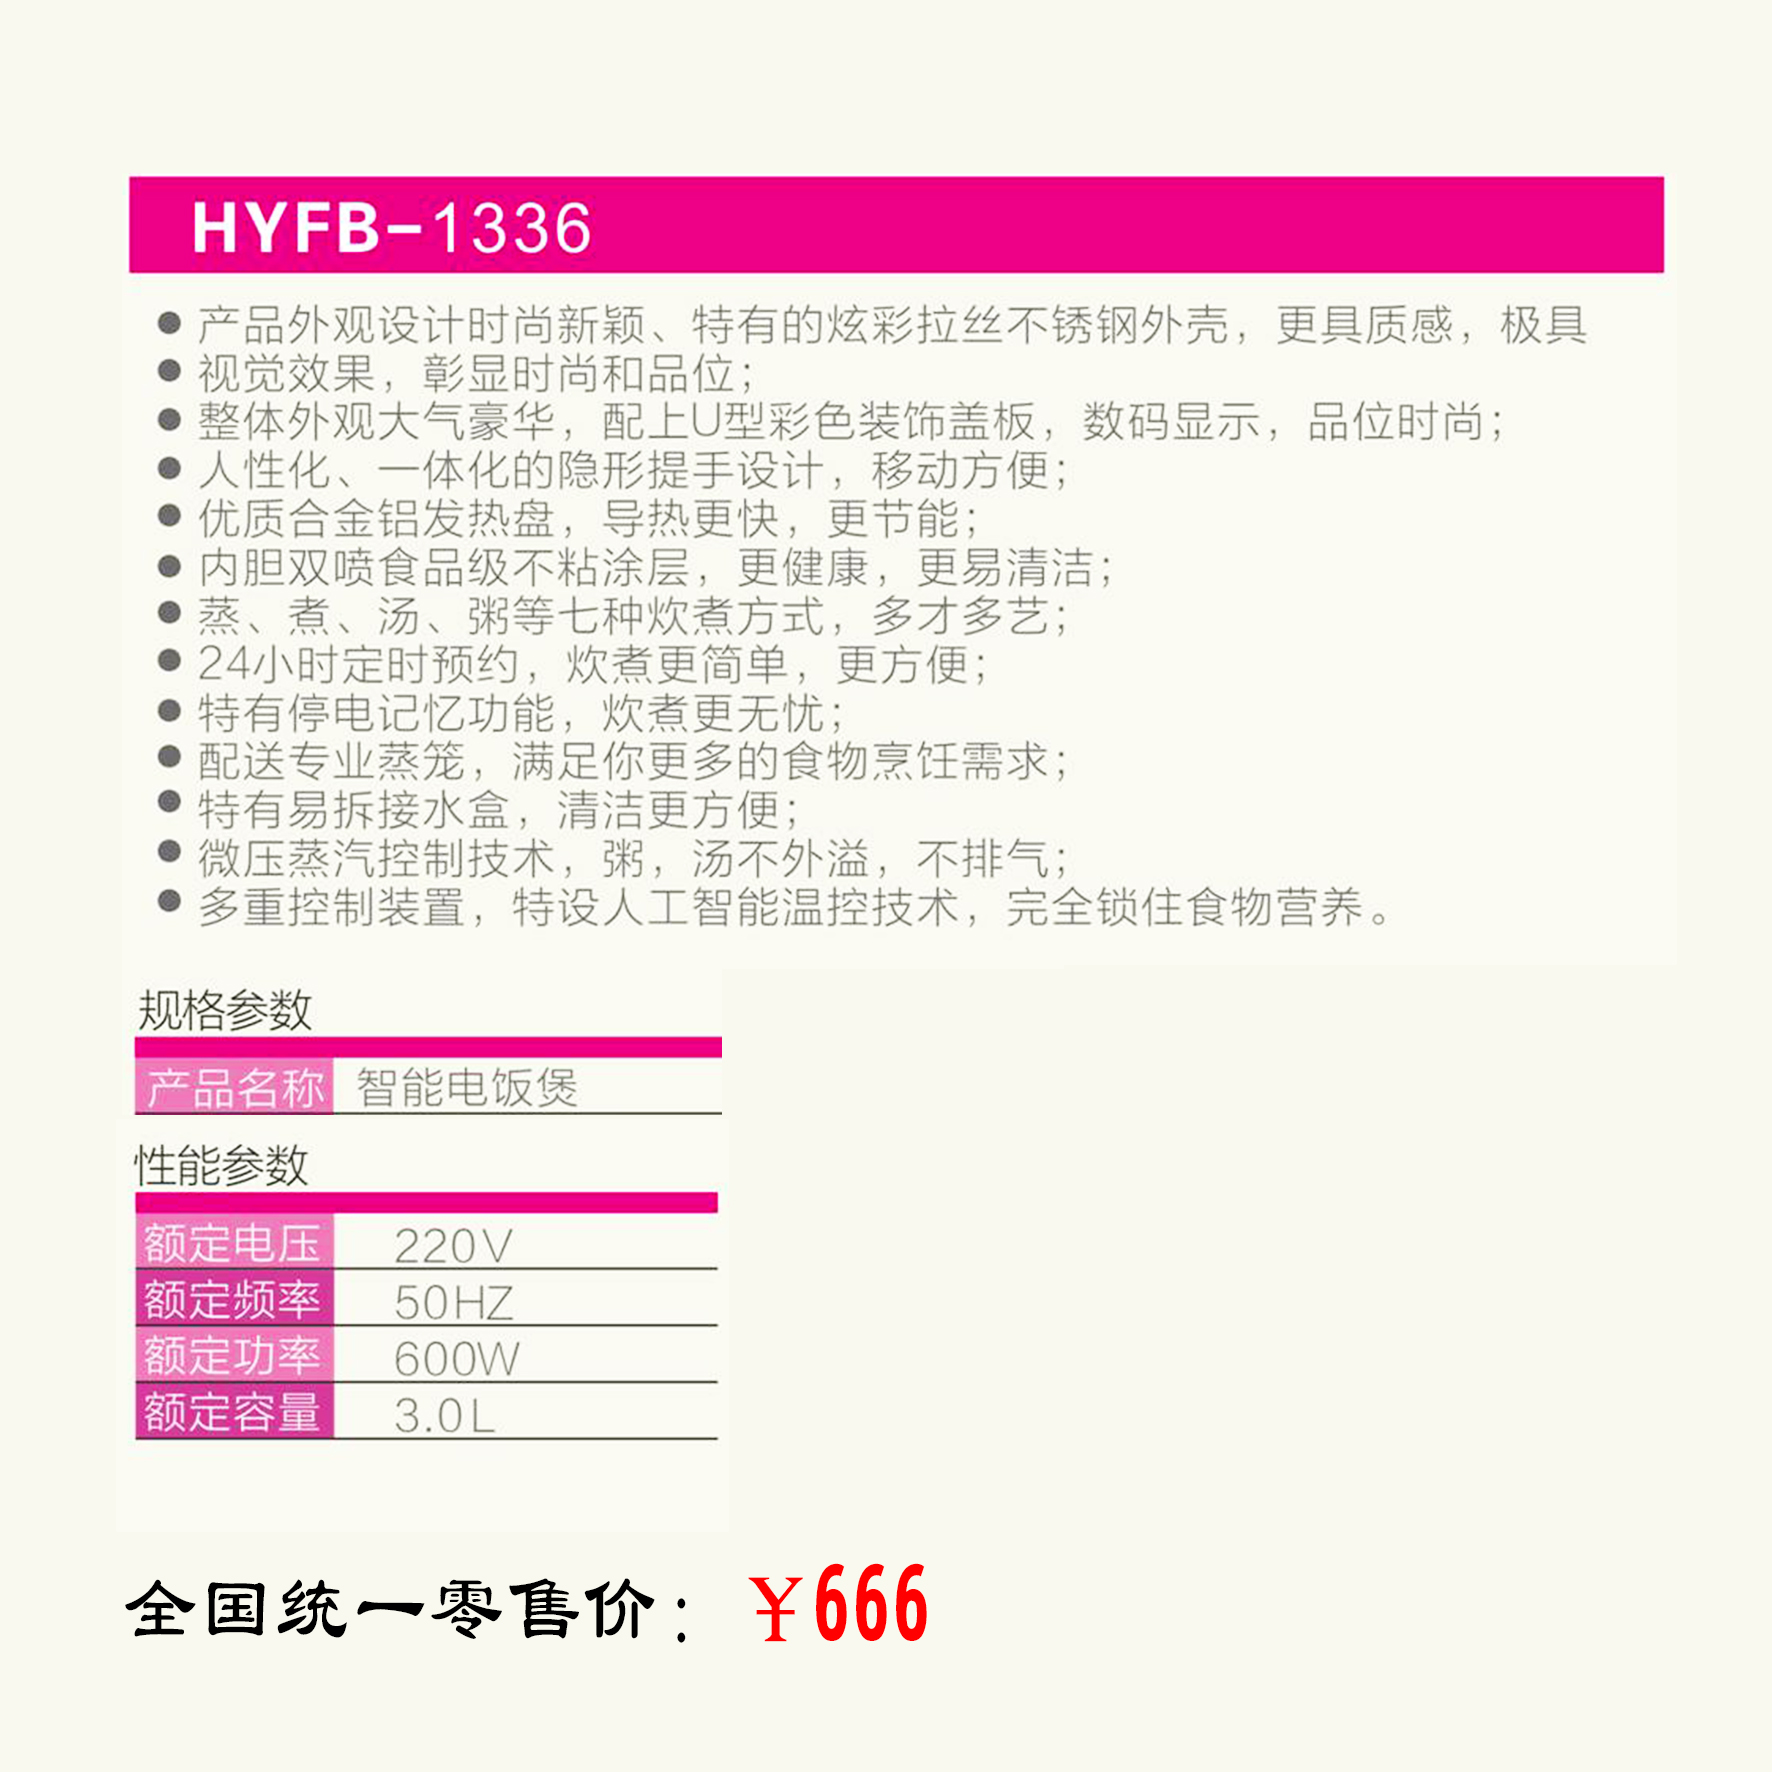 HYFB-1336
● 产品外观设计时尚新颖、特有的炫彩拉丝不锈钢外壳，更具质感，极具
● 视觉效果，彰显时尚和品位；
● 整体外观大气豪华，配上U型彩色装饰盖板，数码显示，品位时尚；
● 人性化、一体化的隐形提手设计，移动方便；
● 优质合金铝发热盘，导热更快，更节能；
● 内胆双喷食品级不粘涂层，更健康，更易清洁；
● 蒸、煮、汤、粥等七种炊煮方式，多才多艺；
● 24小时定时预约，炊煮更简单，更方便；
● 特有停电记忆功能，炊煮更无忧；
● 配送专业蒸笼，满足你更多的食物烹饪需求；
● 特有易拆接水盒，清洁更方便；
● 微压蒸汽控制技术，粥，汤不外溢，不排气；
● 多重控制装置，特设人工智能温控技术，完全锁住食物营养。
规格参数
产品名称 智能电饭煲
性能参数
额定电压 220V
额定频率 50HZ
额定功率 600W
额定容量 3.0L
全国统一零售价：￥666